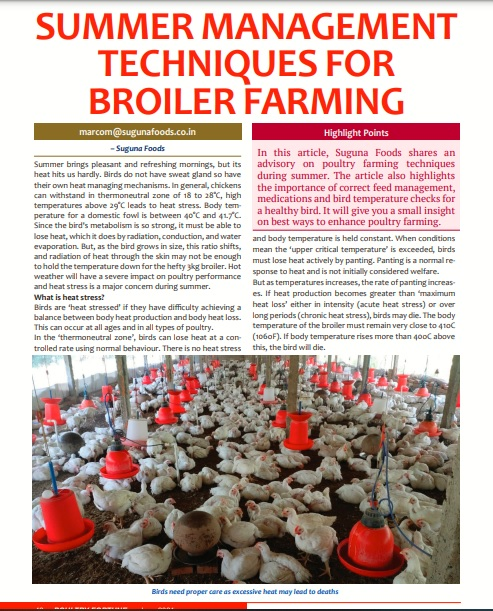 SUMMER MANAGEMENT
TECHNIQUES FOR
BROILER FARMING
marcom@sugunafoods.co.in
– Suguna Foods
Summer brings pleasant and refreshing mornings, but its
heat hits us hardly. Birds do not have sweat gland so have
their own heat managing mechanisms. In general, chickens
can withstand in thermoneutral zone of 18 to 28°C, high
temperatures above 29°C leads to heat stress. Body tem-
perature for a domestic fowl is between 40°C and 41.7°C.
Since the bird's metabolism is so strong, it must be able to
lose heat, which it does by radiation, conduction, and water
evaporation. But, as the bird grows in size, this ratio shifts,
and radiation of heat through the skin may not be enough
to hold the temperature down for the hefty 3kg broiler. Hot
weather will have a severe impact on poultry performance
and heat stress is a major concern during summer.
What is heat stress?
Birds are 'heat stressed' if they have difficulty achieving a
balance between body heat production and body heat loss.
This can occur at all ages and in all types of poultry.
In the 'thermoneutral zone', birds can lose heat at a con-
trolled rate using normal behaviour. There is no heat stress
Highlight Points
In this article, Suguna Foods shares an
advisory on poultry farming techniques
during summer. The article also highlights
the importance of correct feed management,
medications and bird temperature checks for
a healthy bird. It will give you a small insight
on best ways to enhance poultry farming.
and body temperature is held constant. When conditions
mean the 'upper critical temperature' is exceeded, birds
must lose heat actively by panting. Panting is a normal re-
sponse to heat and is not initially considered welfare.
But as temperatures increases, the rate of panting increas-
es. If heat production becomes greater than 'maximum
heat loss' either in intensity (acute heat stress) or over
long periods (chronic heat stress), birds may die. The body
temperature of the broiler must remain very close to 410C
(1060F). If body temperature rises more than 400C above
this, the bird will die.
Birds need proper care as excessive heat may lead to deaths